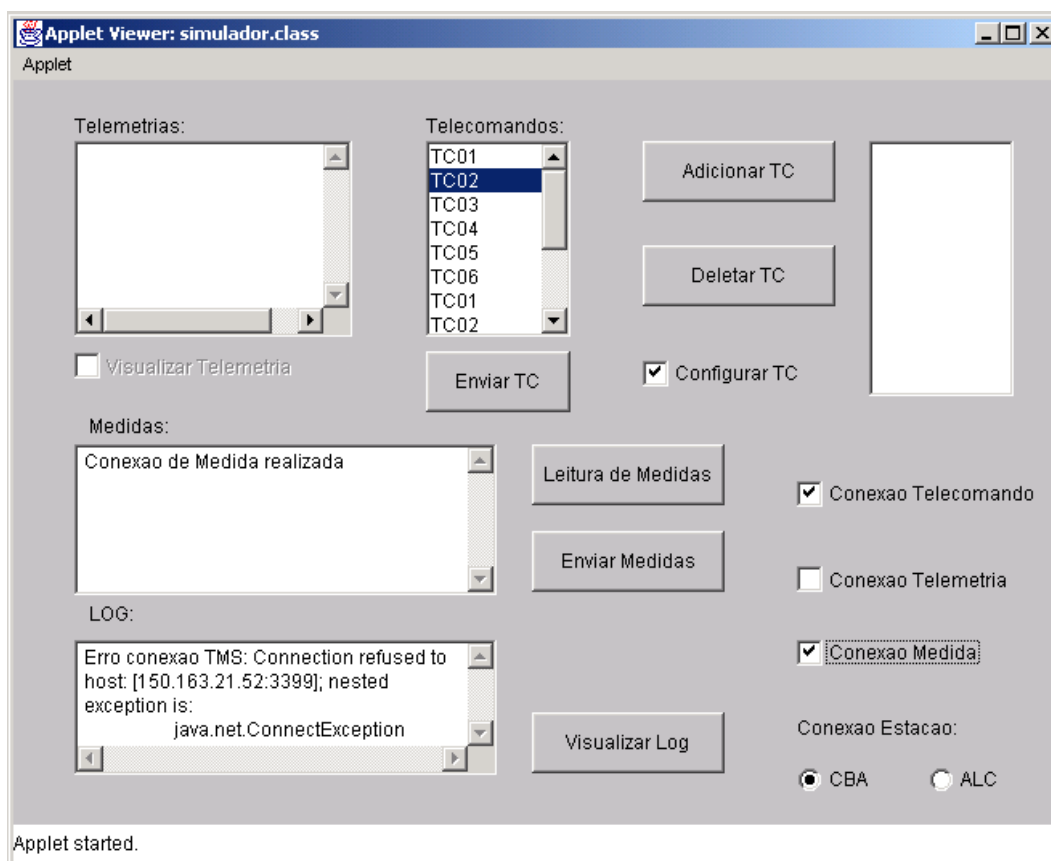 Applet Viewer: simulador.class
Applet
Telemetrias:
Telecomandos:
TC01
TC02
TC03
TC04
TC05
TC06
TC01
TC02
Adicionar TC
Deletar TC
Visualizar Telemetria
Enviar TC
Configurar TC
Medidas:
Conexao de Medida realizada
Leitura de Medidas
Enviar Medidas
Conexao Telecomando
Conexao Telemetria
Conexao Medida
LOG:
Erro conexao TMS: Connection refused to
host: [150.163.21.52:3399]; nested
exception is:
java.net.ConnectException
Visualizar Log
Conexao Estacao:
CBA
ALC
Applet started.